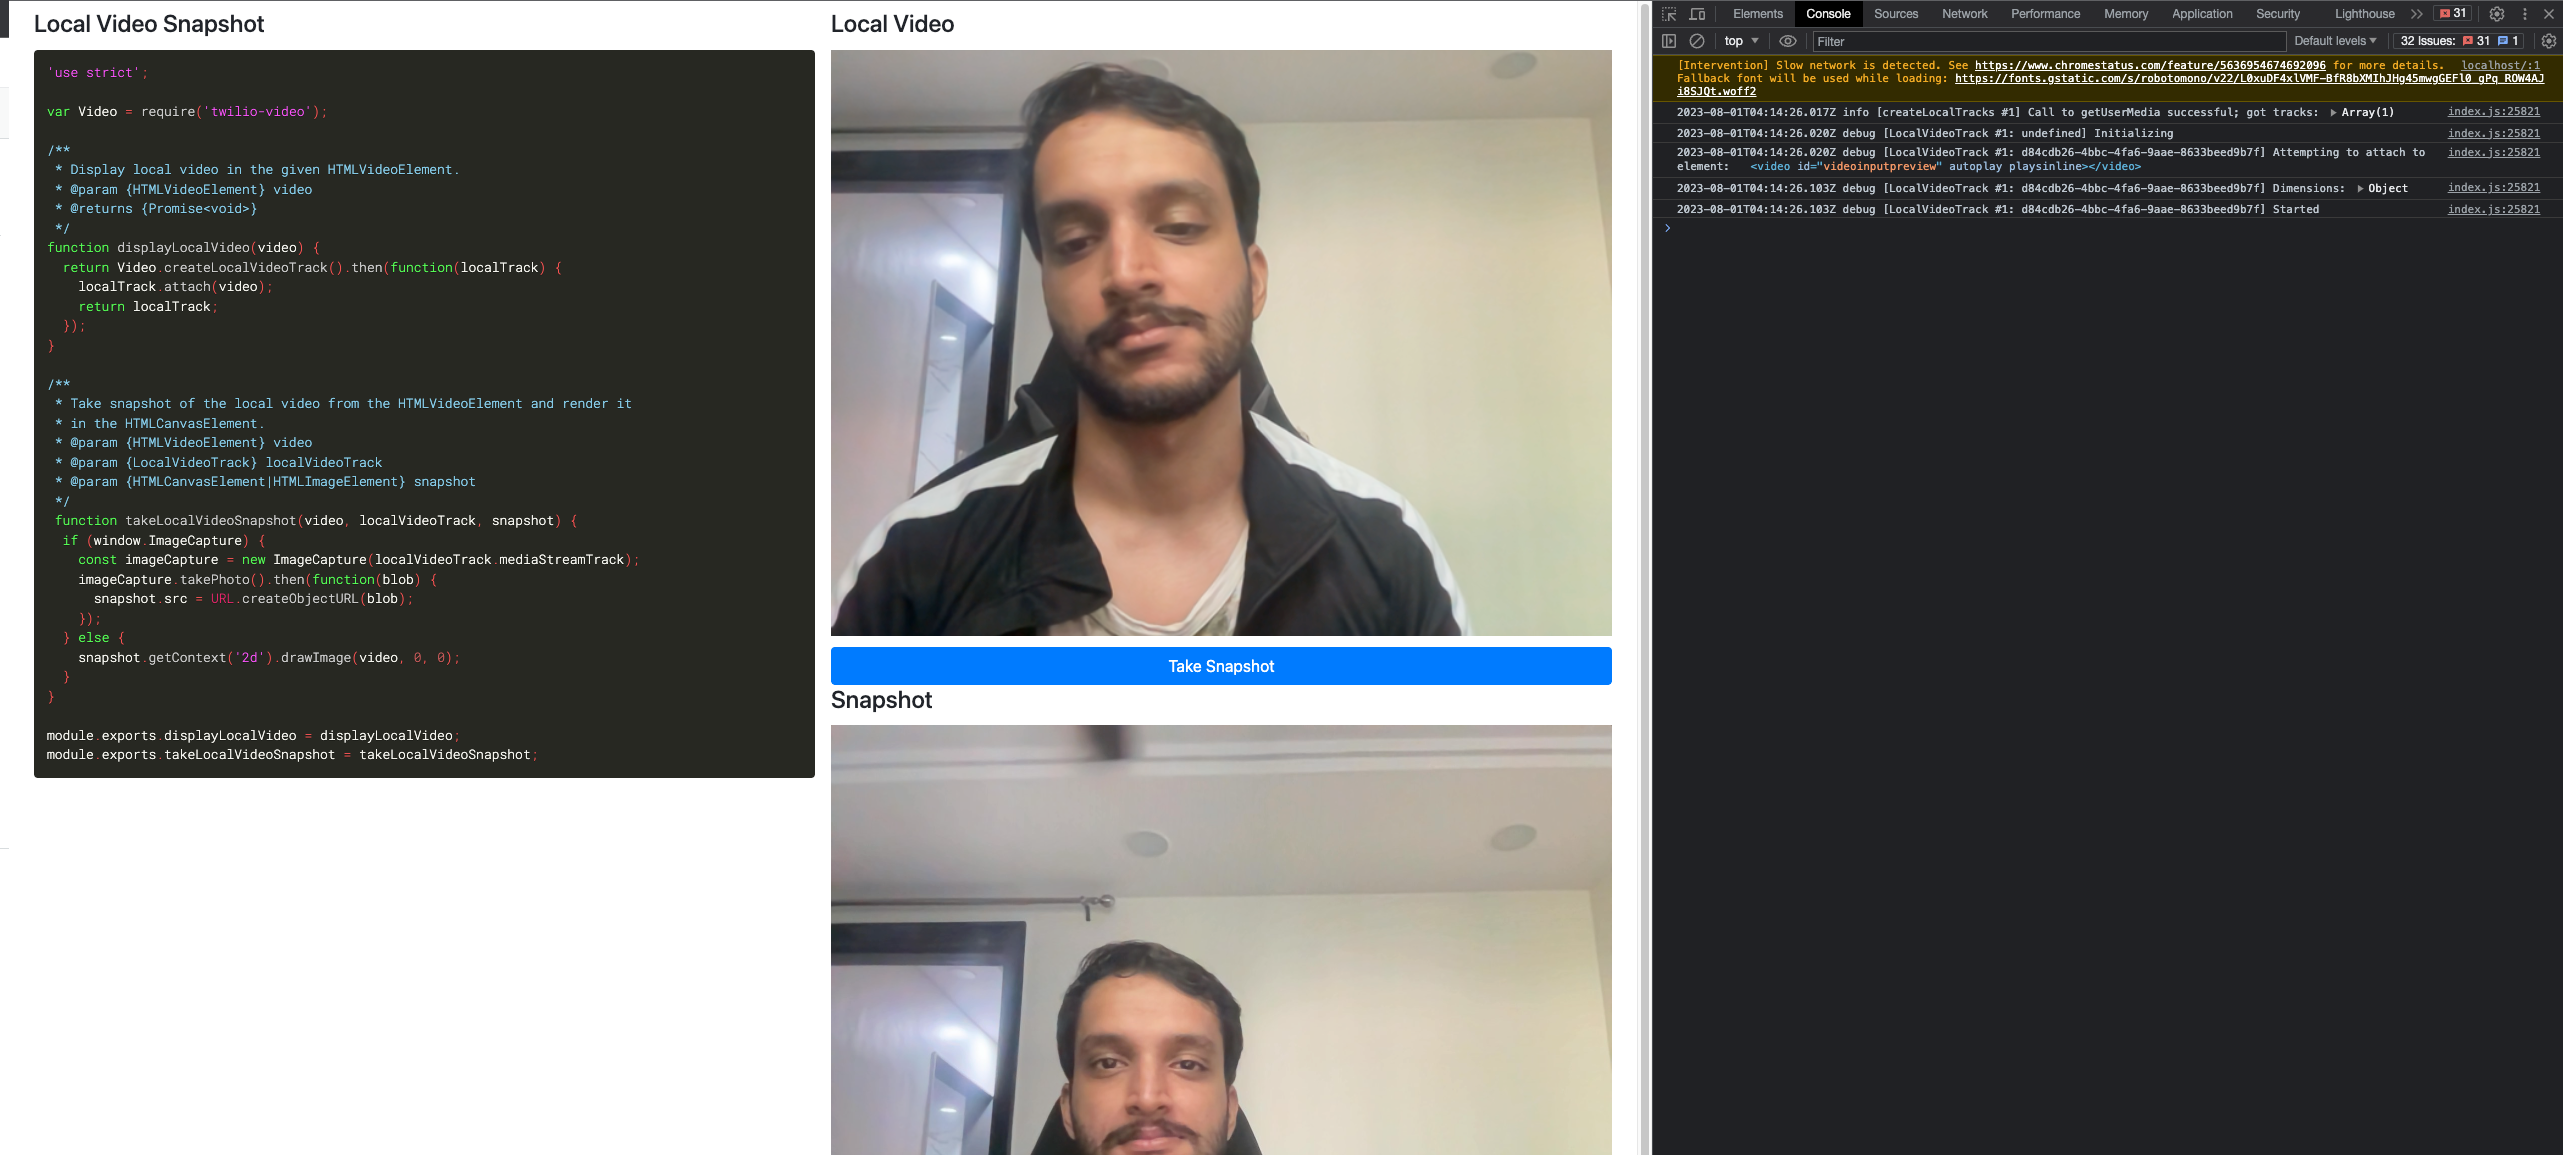 Local Video Snapshot
'use strict';
var Video = require('twilio-video');
/**
* Display local video in the given HTMLVideoElement.
* @param {HTMLVideoElement} video
* @returns {Promise<void>}
*/
function displayLocalVideo(video) {
return Video.createLocalVideoTrack().then(function(localTrack) {
localTrack.attach(video);
return localTrack;
});
}
/**
* Take snapshot of the local video from the HTMLVideoElement and render it
* in the HTMLCanvasElement.
* @param {HTMLVideoElement} video
* @param {LocalVideoTrack} localVideoTrack
* @param {HTMLCanvasElement|HTMLImageElement} snapshot
*/
function takeLocalVideoSnapshot(video, localVideoTrack, snapshot) {
if (window.ImageCapture) {
const imageCapture = new ImageCapture(localVideoTrack.mediaStreamTrack);
imageCapture.takePhoto().then(function(blob) {
snapshot.src = URL.createObjectURL(blob);
});
} else {
snapshot.getContext('2d').drawImage(video, 0, 0);
}
}
module.exports.displayLocalVideo = displayLocalVideo;
module.exports.takeLocalVideoSnapshot = takeLocalVideoSnapshot;
Local Video
Take Snapshot
Snapshot
Elements Console Sources Network Performance Memory Application Security Lighthouse 31
top Filter Default levels 32 Issues: 31 1
[Intervention] Slow network is detected. See https://www.chromestatus.com/feature/5636954674692096 for more details. localhost/:1
Fallback font will be used while loading: https://fonts.gstatic.com/s/robotomono/v22/L0xuDF4xlVMF-BfR8bXMIhJHg45mwgGEFl0_gPq_ROW4AJ
i8SJQt.woff2
2023-08-01T04:14:26.017Z info [createLocalTracks #1] Call to getUserMedia successful; got tracks: Array(1) index.js:25821
2023-08-01T04:14:26.020Z debug [LocalVideoTrack #1: undefined] Initializing index.js:25821
2023-08-01T04:14:26.020Z debug [LocalVideoTrack #1: d84cdb26-4bbc-4fa6-9aae-8633beed9b7f] Attempting to attach to index.js:25821
element: <video id="videoinputpreview" autoplay playsinline></video>
2023-08-01T04:14:26.103Z debug [LocalVideoTrack #1: d84cdb26-4bbc-4fa6-9aae-8633beed9b7f] Dimensions: Object index.js:25821
2023-08-01T04:14:26.103Z debug [LocalVideoTrack #1: d84cdb26-4bbc-4fa6-9aae-8633beed9b7f] Started index.js:25821